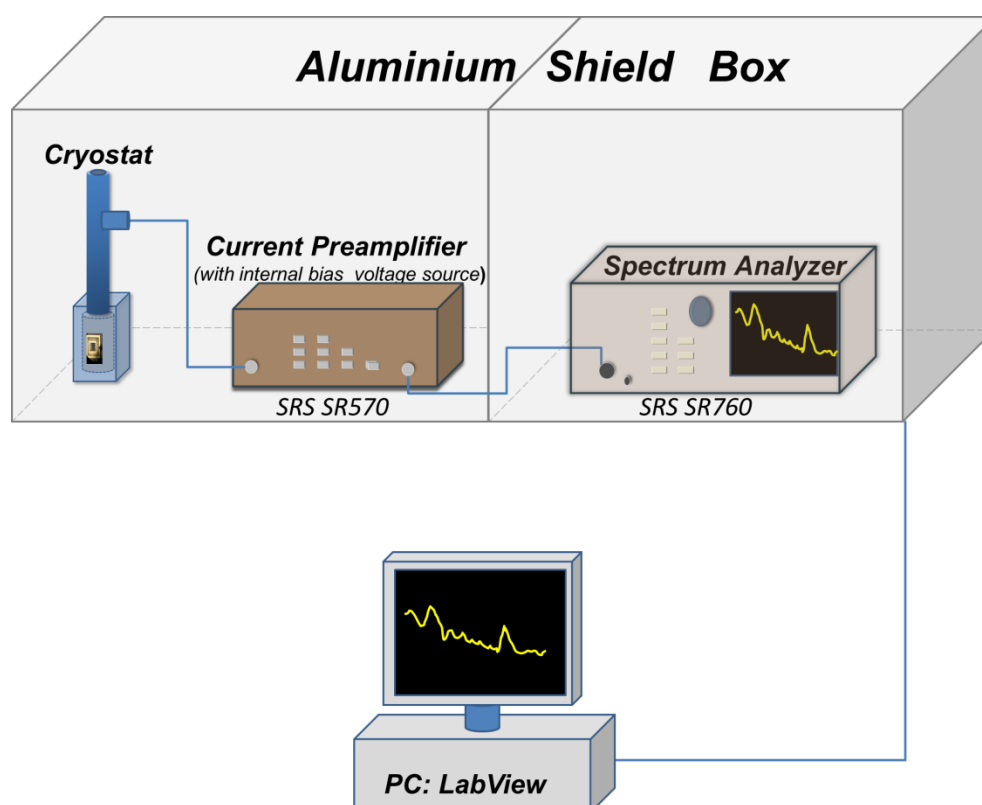 Aluminium Shield Box
Cryostat
Current Preamplifier
(with internal bias voltage source)
Spectrum Analyzer
SRS SR570
SRS SR760
PC: LabView